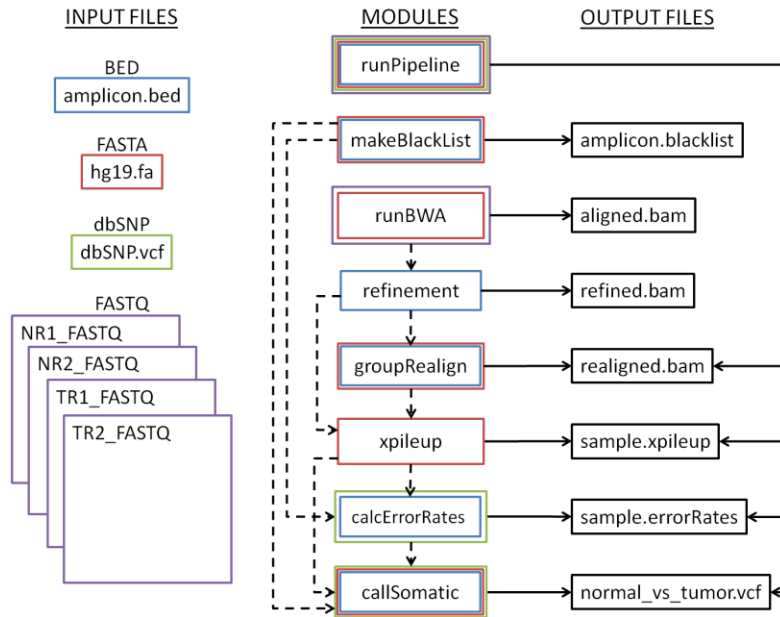 INPUT FILES
BED
amplicon.bed
FASTA
hg19.fa
dbSNP
dbSNP.vcf
FASTQ
NR1_FASTQ
NR2_FASTQ
TR1_FASTQ
TR2_FASTQ
MODULES
runPipeline
makeBlackList
runBWA
refinement
groupRealign
xpileup
calcErrorRates
callSomatic
OUTPUT FILES
amplicon.blacklist
aligned.bam
refined.bam
realigned.bam
sample.xpileup
sample.errorRates
normal_vs_tumor.vcf